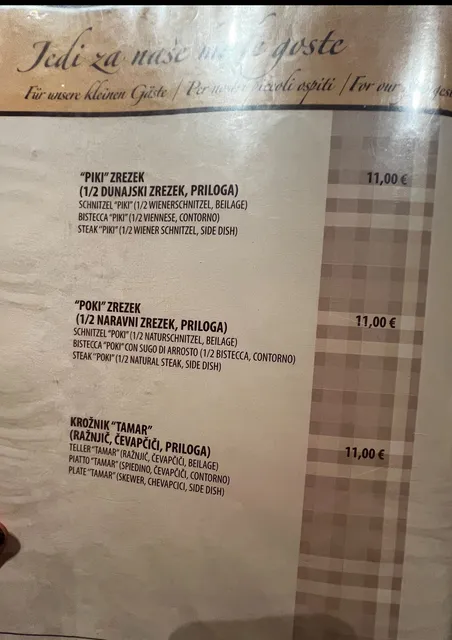 Jedi za naše male goste
Für unsere kleinen Gäste / Per nostri piccoli ospiti / For our
"PIKI" ZREZEK
(1/2 DUNAJSKI ZREZEK, PRILOGA)
11,00 €
SCHNITZEL "PIKI" (1/2 WIENERSCHNITZEL, BEILAGE)
BISTECCA "PIKI" (1/2 VIENNESE, CONTORNO)
STEAK "PIKI" (1/2 WIENER SCHNITZEL, SIDE DISH)
"POKI" ZREZEK
(1/2 NARAVNI ZREZEK, PRILOGA)
11,00 €
SCHNITZEL "POKI" (1/2 NATURSCHNITZEL, BEILAGE)
BISTECCA "POKI" CON SUGO DI ARROSTO (1/2 BISTECCA, CONTORNO)
STEAK "POKI" (1/2 NATURAL STEAK, SIDE DISH)
KROŽNIK "TAMAR"
(RAŽNJIČ, ČEVAPČIČI, PRILOGA)
11,00 €
TELLER "TAMAR" (RAŽNJIČ, ČEVAPČIČI, BEILAGE)
PIATTO "TAMAR" (SPIEDINO, ČEVAPČIČI, CONTORNO)
PLATE "TAMAR" (SKEWER, CHEVAPCICI, SIDE DISH)